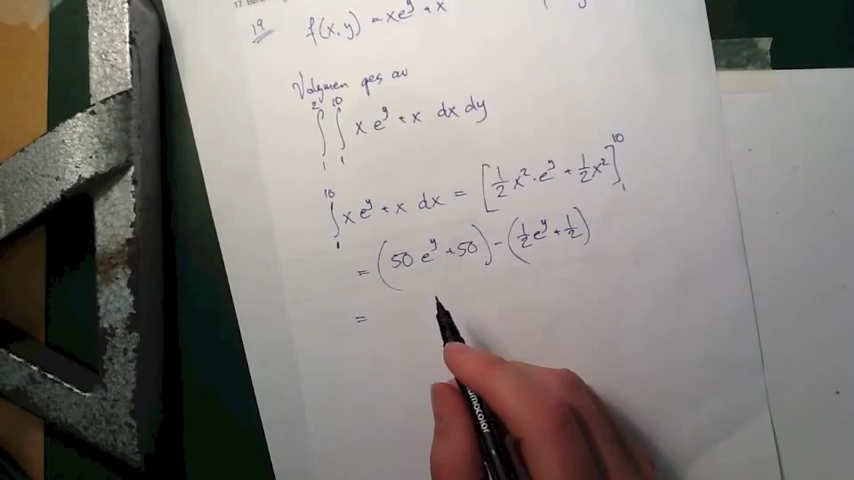 19 f(x,y) = xe^y + x
Volymen ges av
∫₁² ∫₁¹⁰ xe^y + x dx dy
∫₁¹⁰ xe^y + x dx = [½x²·e^y + ½x²]₁¹⁰
= (50e^y + 50) - (½e^y + ½)
=